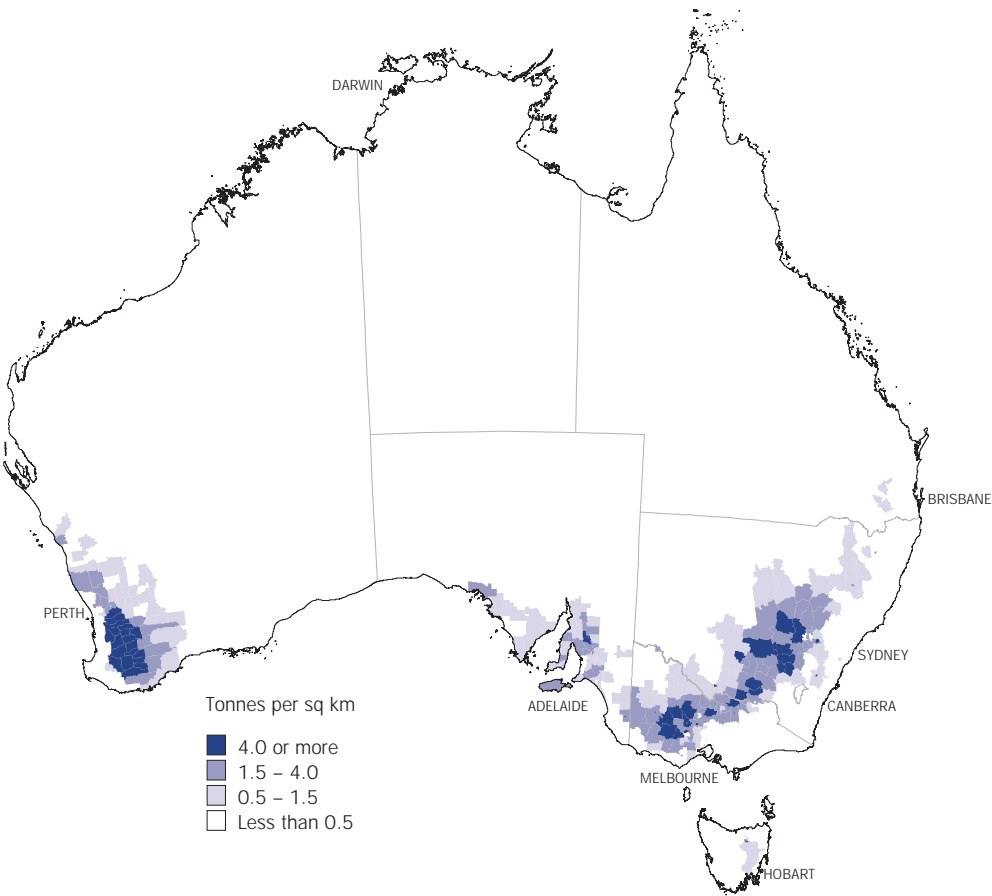 DARWIN
BRISBANE
PERTH
SYDNEY
ADELAIDE
CANBERRA
MELBOURNE
HOBART
Tonnes per sq km
4.0 or more
1.5 – 4.0
0.5 – 1.5
Less than 0.5